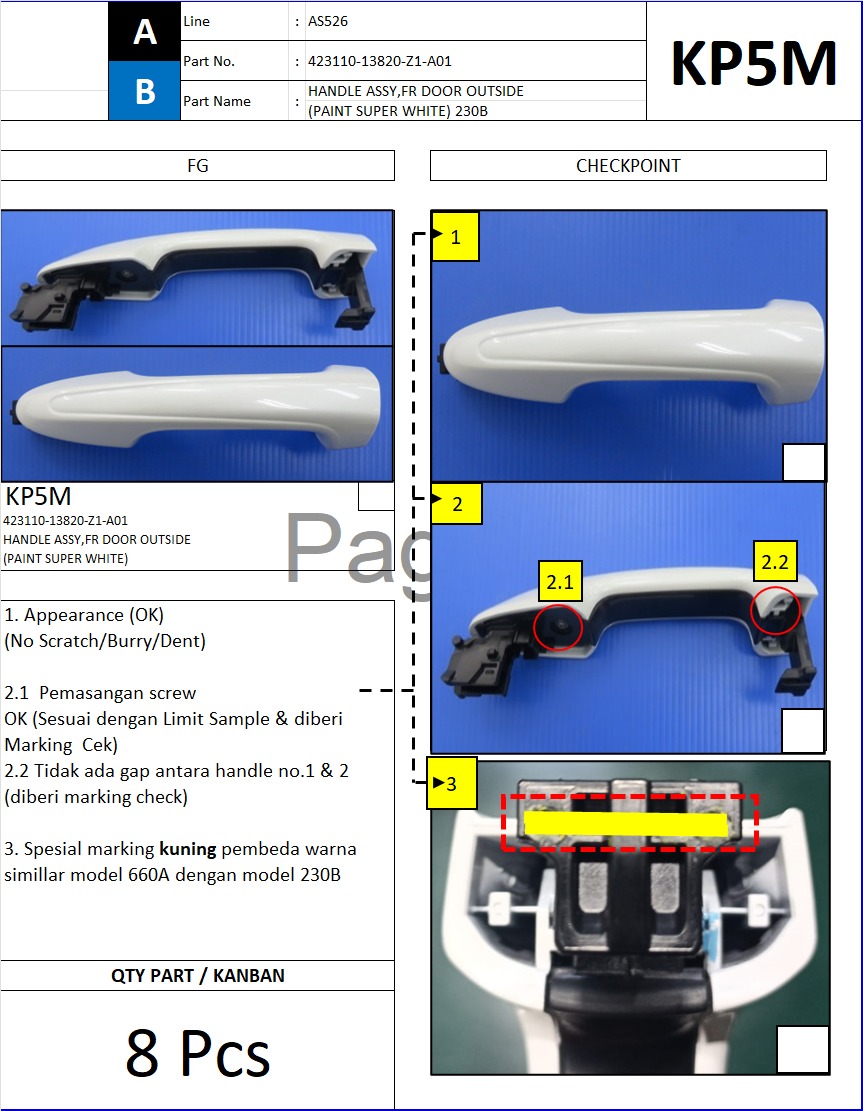 A
B
Line : AS526
Part No. : 423110-13820-Z1-A01
Part Name : HANDLE ASSY,FR DOOR OUTSIDE
(PAINT SUPER WHITE) 230B
KP5M
FG
CHECKPOINT
1
2
2.1
2.2
3
KP5M
423110-13820-Z1-A01
HANDLE ASSY,FR DOOR OUTSIDE
(PAINT SUPER WHITE)
Pag
1. Appearance (OK)
(No Scratch/Burry/Dent)
2.1 Pemasangan screw
OK (Sesuai dengan Limit Sample & diberi
Marking Cek)
2.2 Tidak ada gap antara handle no.1 & 2
(diberi marking check)
3. Spesial marking kuning pembeda warna
simillar model 660A dengan model 230B
QTY PART / KANBAN
8 Pcs